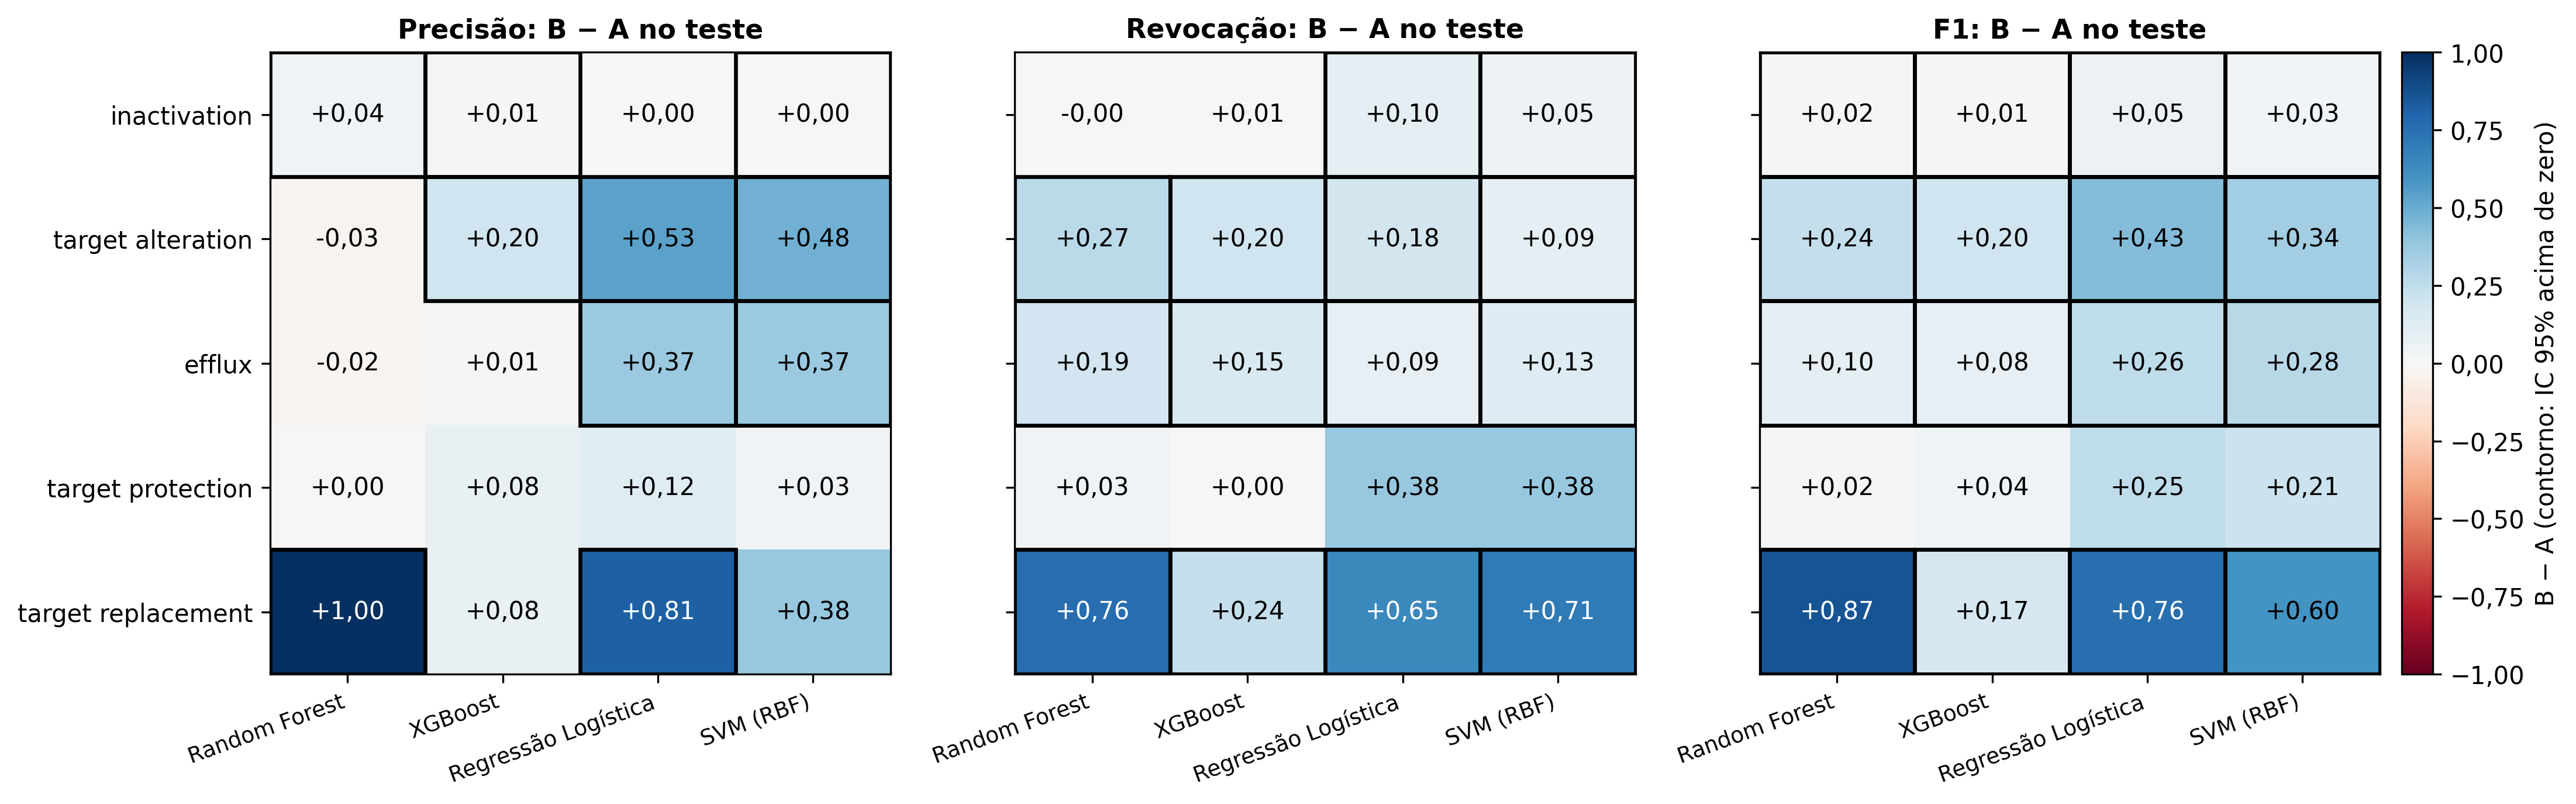 Precisão: B − A no teste
Revocação: B − A no teste
F1: B − A no teste
inactivation
+0,04 +0,01 +0,00 +0,00
-0,00 +0,01 +0,10 +0,05
+0,02 +0,01 +0,05 +0,03
target alteration
-0,03 +0,20 +0,53 +0,48
+0,27 +0,20 +0,18 +0,09
+0,24 +0,20 +0,43 +0,34
efflux
-0,02 +0,01 +0,37 +0,37
+0,19 +0,15 +0,09 +0,13
+0,10 +0,08 +0,26 +0,28
target protection
+0,00 +0,08 +0,12 +0,03
+0,03 +0,00 +0,38 +0,38
+0,02 +0,04 +0,25 +0,21
target replacement
+1,00 +0,08 +0,81 +0,38
+0,76 +0,24 +0,65 +0,71
+0,87 +0,17 +0,76 +0,60
Random Forest
XGBoost
Regressão Logística
SVM (RBF)
Random Forest
XGBoost
Regressão Logística
SVM (RBF)
Random Forest
XGBoost
Regressão Logística
SVM (RBF)
1,00
0,75
0,50
0,25
0,00
−0,25
−0,50
−0,75
−1,00
B − A (contorno: IC 95% acima de zero)